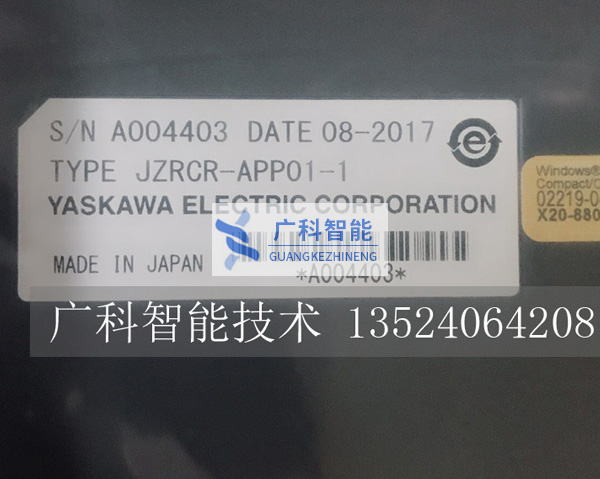 S/N A004403 DATE 08-2017
TYPE JZRCR-APP01-1
YASKAWA ELECTRIC CORPORATION
MADE IN JAPAN
*A004403*
广科智能
GUANGKEZHINENG
Windows®
Compact/
02219-0
X20-880
广科智能技术 13524064208